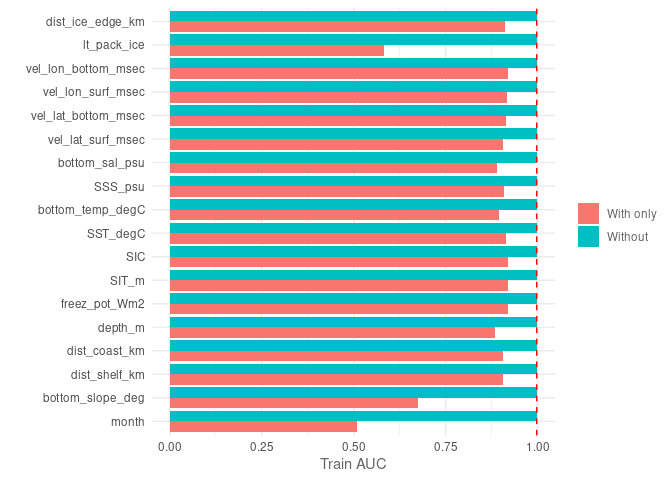 dist_ice_edge_km
lt_pack_ice
vel_lon_bottom_msec
vel_lon_surf_msec
vel_lat_bottom_msec
vel_lat_surf_msec
bottom_sal_psu
SSS_psu
bottom_temp_degC
SST_degC
SIC
SIT_m
freez_pot_Wm2
depth_m
dist_coast_km
dist_shelf_km
bottom_slope_deg
month
0.00 0.25 0.50 0.75 1.00
Train AUC
With only
Without